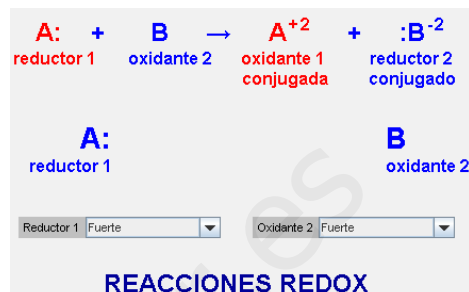 A: + B → A+2 + :B-2
reductor 1 oxidante 2 oxidante 1 reductor 2
conjugada conjugado
A: B
reductor 1 oxidante 2
Reductor 1 Fuerte Oxidante 2 Fuerte
REACCIONES REDOX